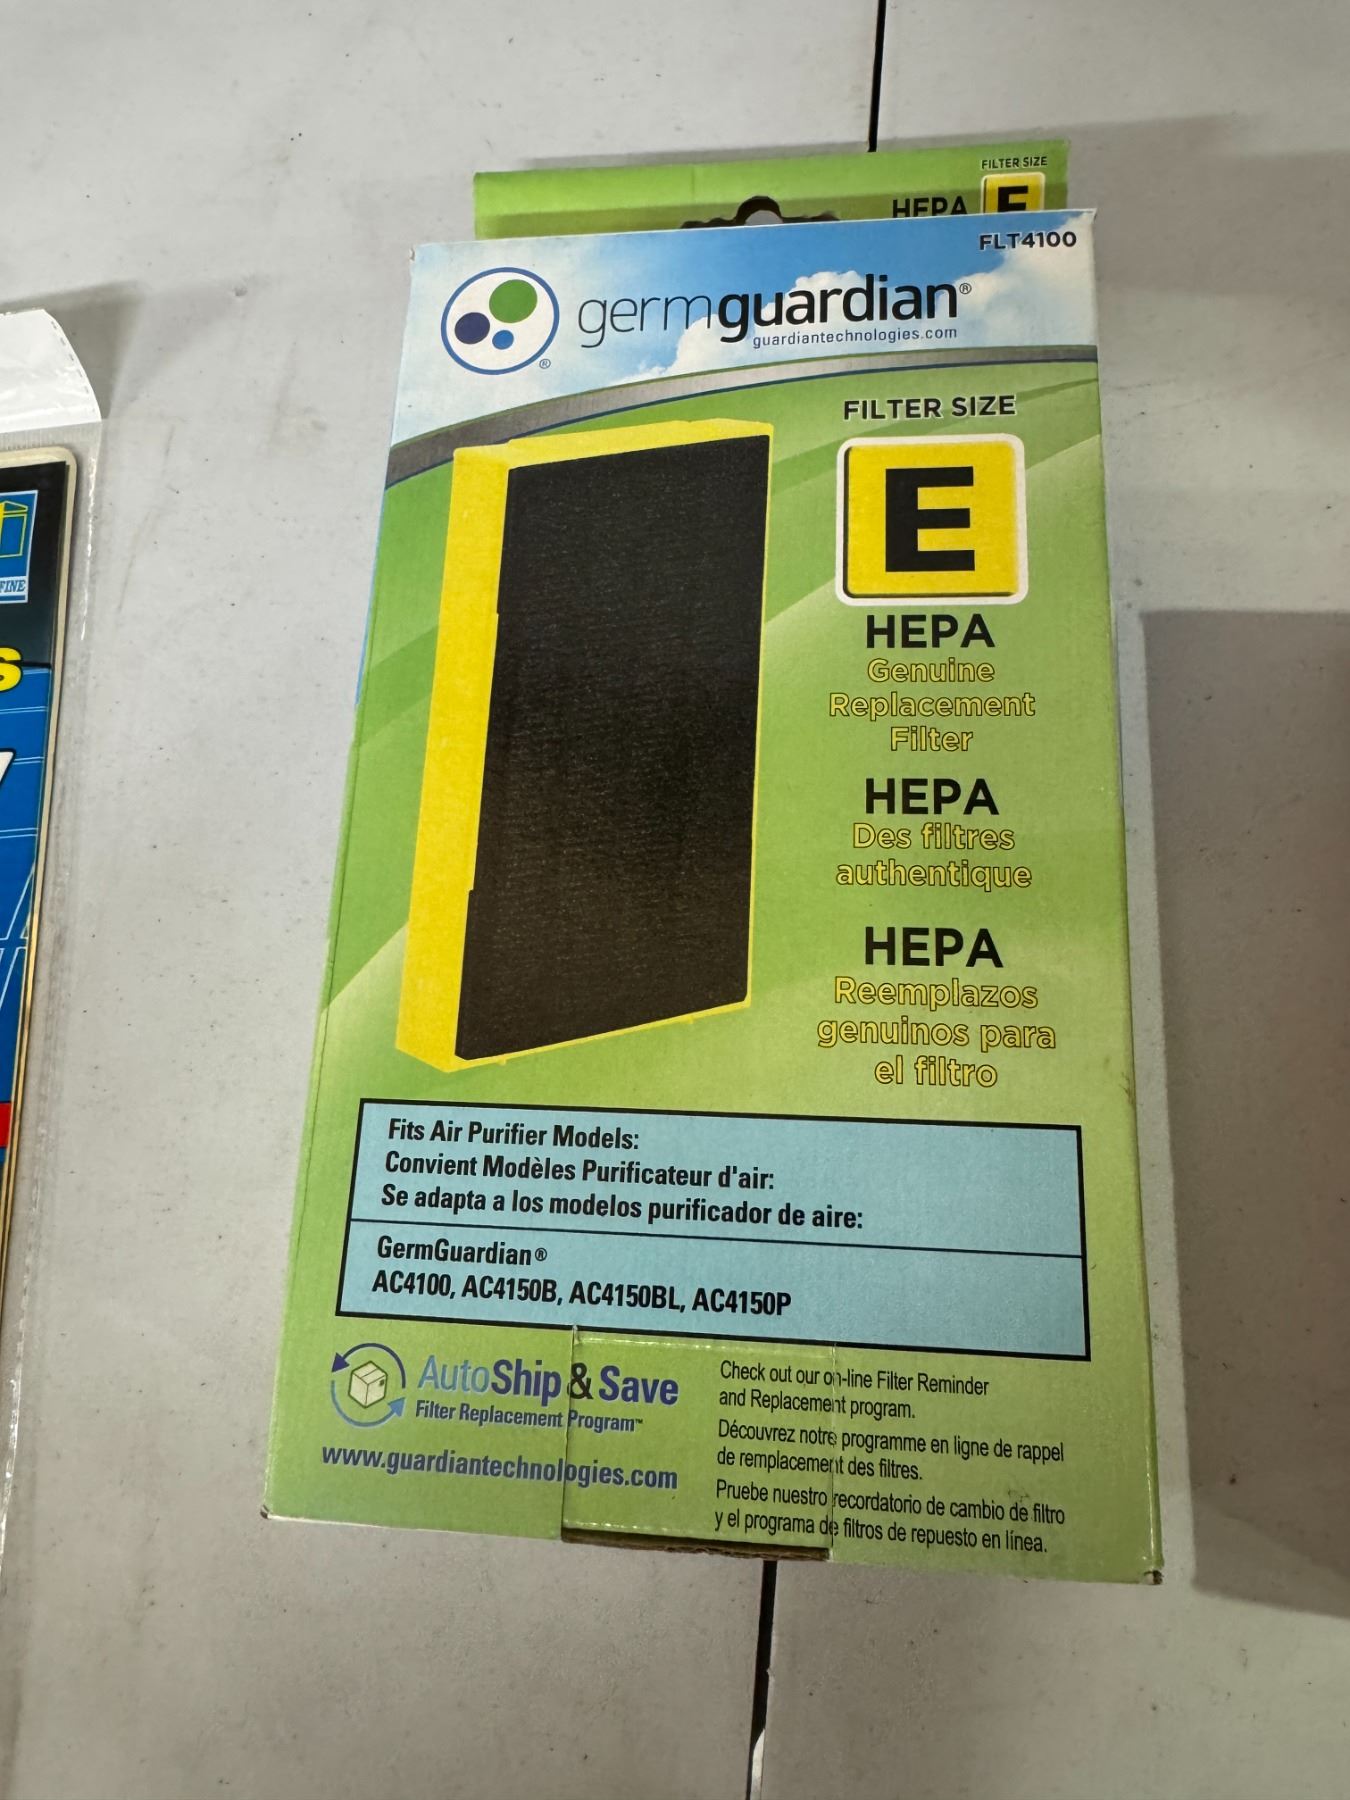 FILTER SIZE
HEPA E
FLT4100
germguardian®
guardiantechnologies.com
®
FILTER SIZE
E
HEPA
Genuine
Replacement
Filter
HEPA
Des filtres
authentique
HEPA
Reemplazos
genuinos para
el filtro
Fits Air Purifier Models:
Convient Modèles Purificateur d'air:
Se adapta a los modelos purificador de aire:
GermGuardian®
AC4100, AC4150B, AC4150BL, AC4150P
AutoShip & Save
Filter Replacement Program™
www.guardiantechnologies.com
Check out our on-line Filter Reminder
and Replacement program.
Découvrez notre programme en ligne de rappel
de remplacement des filtres.
Pruebe nuestro recordatorio de cambio de filtro
y el programa de filtros de repuesto en línea.
FINE
S